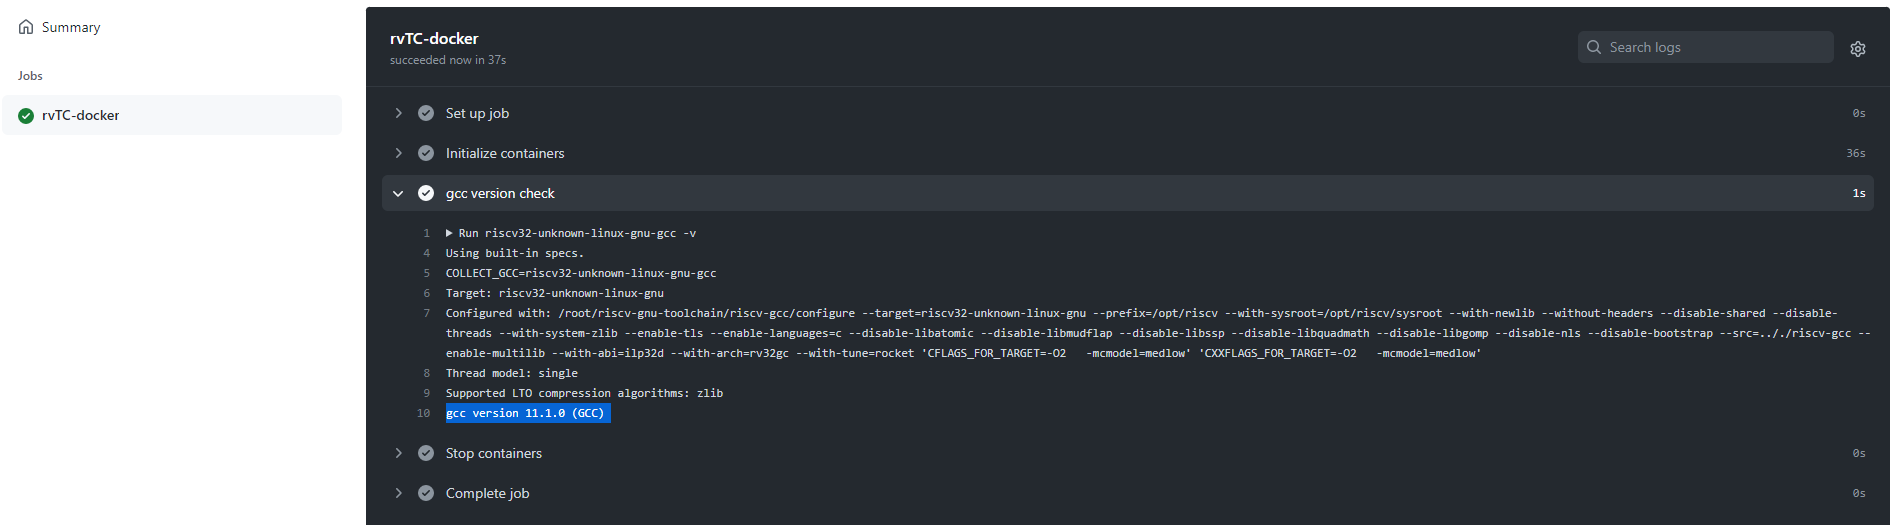 Summary
Jobs
rvTC-docker
rvTC-docker
succeeded now in 37s
Search logs
Set up job 0s
Initialize containers 36s
gcc version check 1s
1 Run riscv32-unknown-linux-gnu-gcc -v
4 Using built-in specs.
5 COLLECT_GCC=riscv32-unknown-linux-gnu-gcc
6 Target: riscv32-unknown-linux-gnu
7 Configured with: /root/riscv-gnu-toolchain/riscv-gcc/configure --target=riscv32-unknown-linux-gnu --prefix=/opt/riscv --with-sysroot=/opt/riscv/sysroot --with-newlib --without-headers --disable-shared --disable-
threads --with-system-zlib --enable-tls --enable-languages=c --disable-libatomic --disable-libmudflap --disable-libssp --disable-libquadmath --disable-libgomp --disable-nls --disable-bootstrap --src=.././riscv-gcc --
enable-multilib --with-abi=ilp32d --with-arch=rv32gc --with-tune=rocket 'CFLAGS_FOR_TARGET=-O2   -mcmodel=medlow' 'CXXFLAGS_FOR_TARGET=-O2   -mcmodel=medlow'
8 Thread model: single
9 Supported LTO compression algorithms: zlib
10 gcc version 11.1.0 (GCC)
Stop containers 0s
Complete job 0s